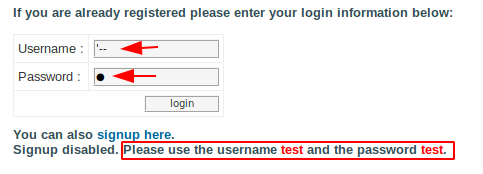 If you are already registered please enter your login information below:
Username : '--
Password : ●
login
You can also signup here.
Signup disabled. Please use the username test and the password test.